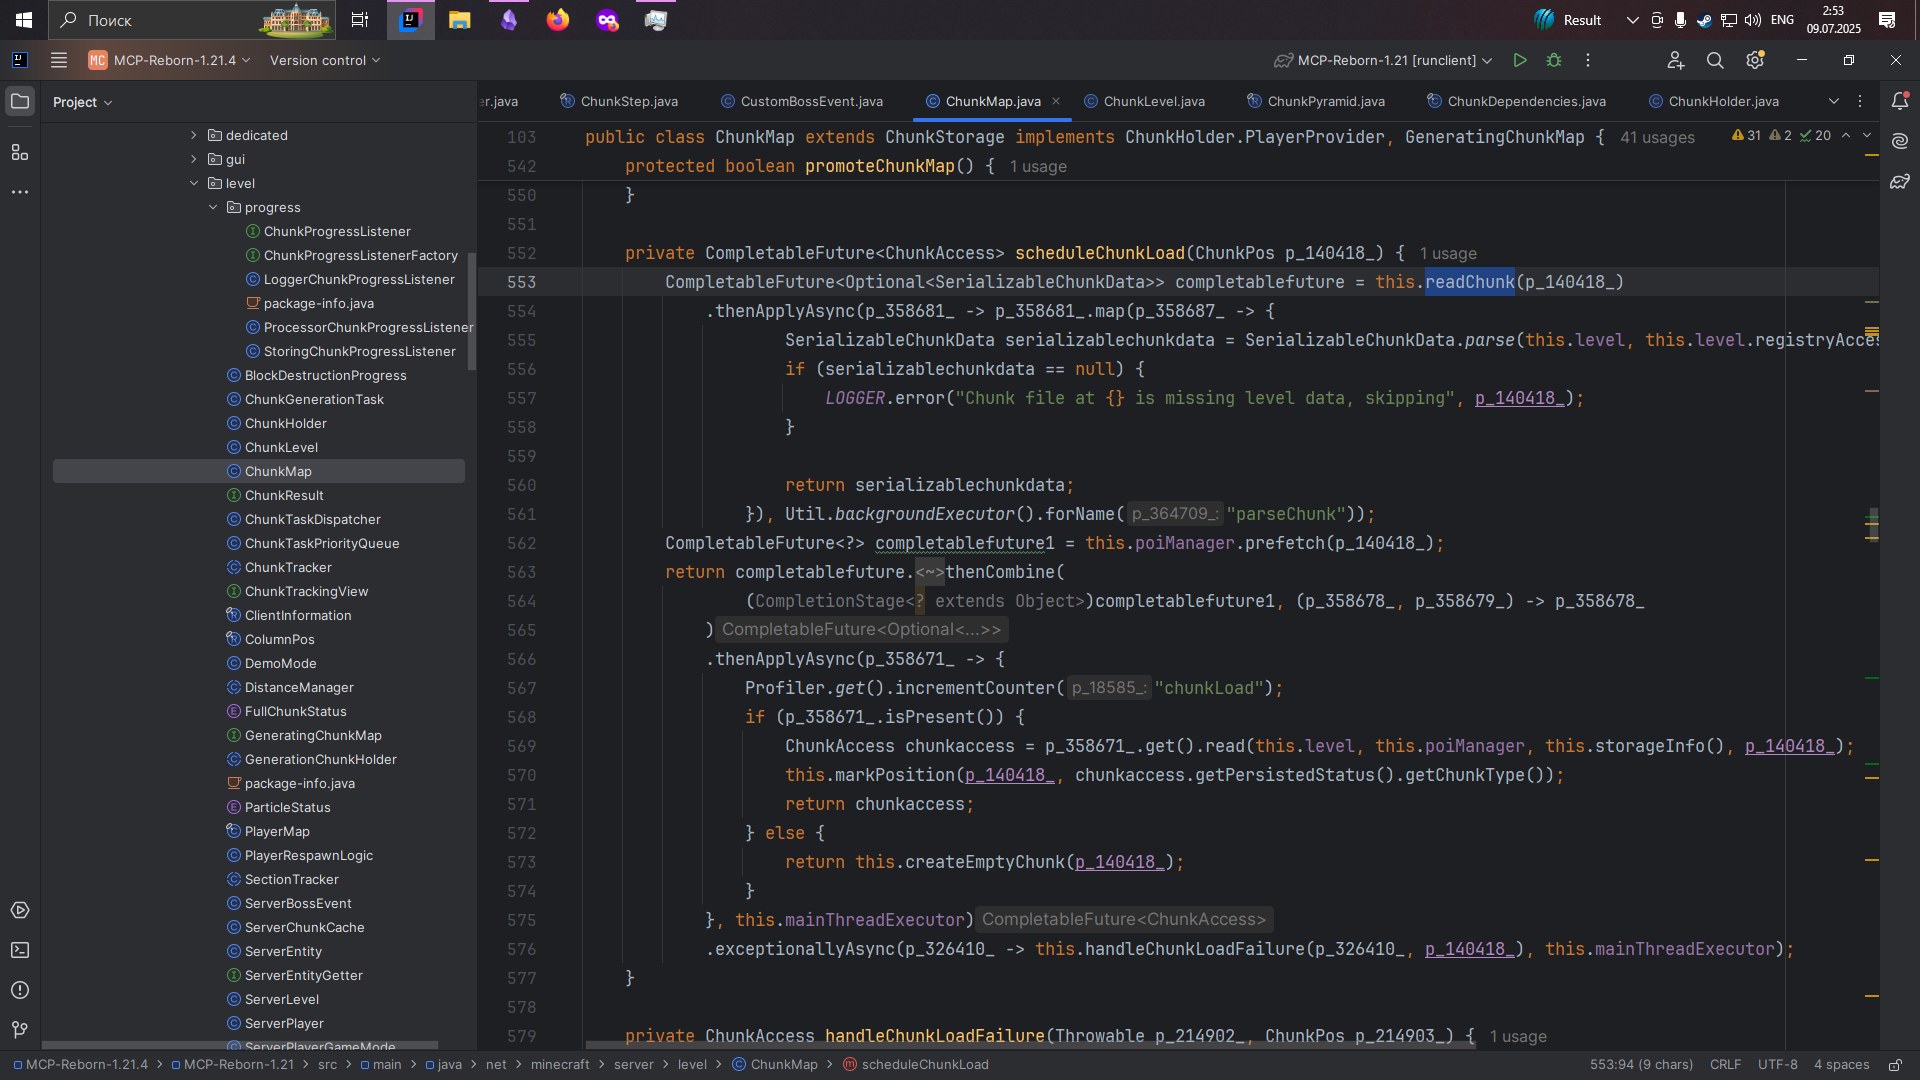 Поиск
Result
ENG
2:53
09.07.2025
MC
MCP-Reborn-1.21.4
Version control
MCP-Reborn-1.21 [runclient]
Project
er.java
ChunkStep.java
CustomBossEvent.java
ChunkMap.java
ChunkLevel.java
ChunkPyramid.java
ChunkDependencies.java
ChunkHolder.java
dedicated
gui
level
progress
ChunkProgressListener
ChunkProgressListenerFactory
LoggerChunkProgressListener
package-info.java
ProcessorChunkProgressListener
StoringChunkProgressListener
BlockDestructionProgress
ChunkGenerationTask
ChunkHolder
ChunkLevel
ChunkMap
ChunkResult
ChunkTaskDispatcher
ChunkTaskPriorityQueue
ChunkTracker
ChunkTrackingView
ClientInformation
ColumnPos
DemoMode
DistanceManager
FullChunkStatus
GeneratingChunkMap
GenerationChunkHolder
package-info.java
ParticleStatus
PlayerMap
PlayerRespawnLogic
SectionTracker
ServerBossEvent
ServerChunkCache
ServerEntity
ServerEntityGetter
ServerLevel
ServerPlayer
ServerPlayerGameMode
103 public class ChunkMap extends ChunkStorage implements ChunkHolder.PlayerProvider, GeneratingChunkMap { 41 usages
31 2 20
542 protected boolean promoteChunkMap() { 1 usage
550 }
551
552 private CompletableFuture<ChunkAccess> scheduleChunkLoad(ChunkPos p_140418_) { 1 usage
553 CompletableFuture<Optional<SerializableChunkData>> completablefuture = this.readChunk(p_140418_)
554 .thenApplyAsync(p_358681_ -> p_358681_.map(p_358687_ -> {
555 SerializableChunkData serializablechunkdata = SerializableChunkData.parse(this.level, this.level.registryAcces
556 if (serializablechunkdata == null) {
557 LOGGER.error("Chunk file at {} is missing level data, skipping", p_140418_);
558 }
559
560 return serializablechunkdata;
561 }), Util.backgroundExecutor().forName( p_364709_: "parseChunk"));
562 CompletableFuture<?> completablefuture1 = this.poiManager.prefetch(p_140418_);
563 return completablefuture.<~>thenCombine(
564 (CompletionStage<? extends Object>)completablefuture1, (p_358678_, p_358679_) -> p_358678_
565 ) CompletableFuture<Optional<...>>
566 .thenApplyAsync(p_358671_ -> {
567 Profiler.get().incrementCounter( p_18585_: "chunkLoad");
568 if (p_358671_.isPresent()) {
569 ChunkAccess chunkaccess = p_358671_.get().read(this.level, this.poiManager, this.storageInfo(), p_140418_);
570 this.markPosition(p_140418_, chunkaccess.getPersistedStatus().getChunkType());
571 return chunkaccess;
572 } else {
573 return this.createEmptyChunk(p_140418_);
574 }
575 }, this.mainThreadExecutor) CompletableFuture<ChunkAccess>
576 .exceptionallyAsync(p_326410_ -> this.handleChunkLoadFailure(p_326410_, p_140418_), this.mainThreadExecutor);
577 }
578
579 private ChunkAccess handleChunkLoadFailure(Throwable p_214902_, ChunkPos p_214903_) { 1 usage
MCP-Reborn-1.21.4 > MCP-Reborn-1.21 > src > main > java > net > minecraft > server > level > ChunkMap > scheduleChunkLoad
553:94 (9 chars) CRLF UTF-8 4 spaces